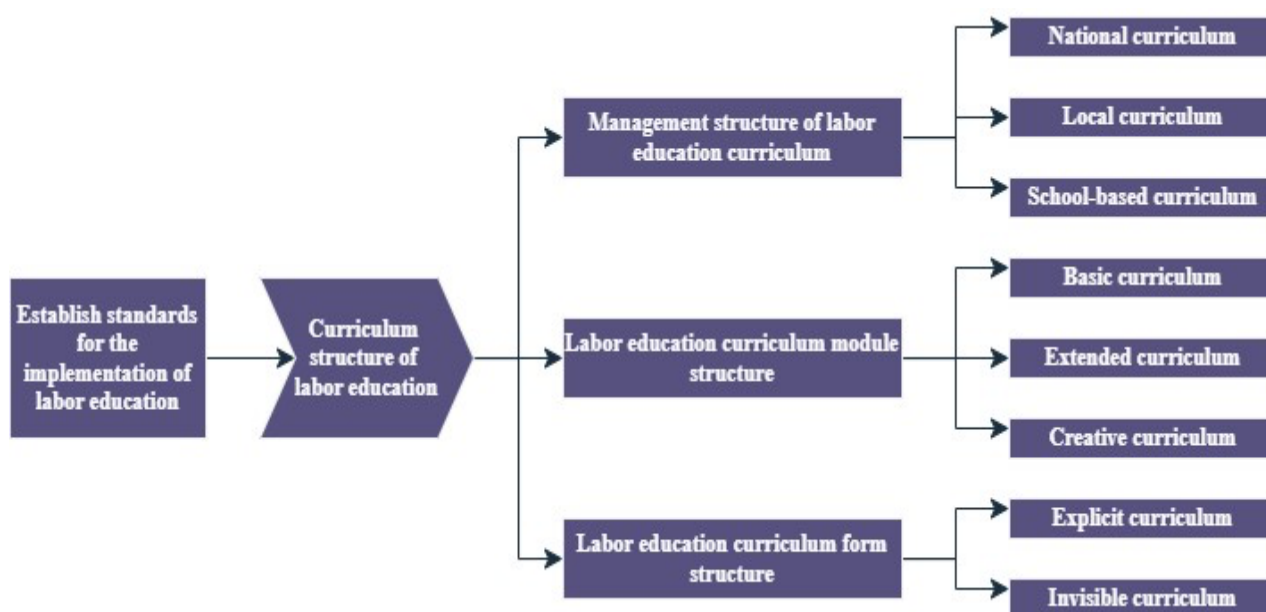 Establish standards
for the
implementation of
labor education
Curriculum
structure of
labor education
Management structure of labor
education curriculum
National curriculum
Local curriculum
School-based curriculum
Labor education curriculum module
structure
Basic curriculum
Extended curriculum
Creative curriculum
Labor education curriculum form
structure
Explicit curriculum
Invisible curriculum